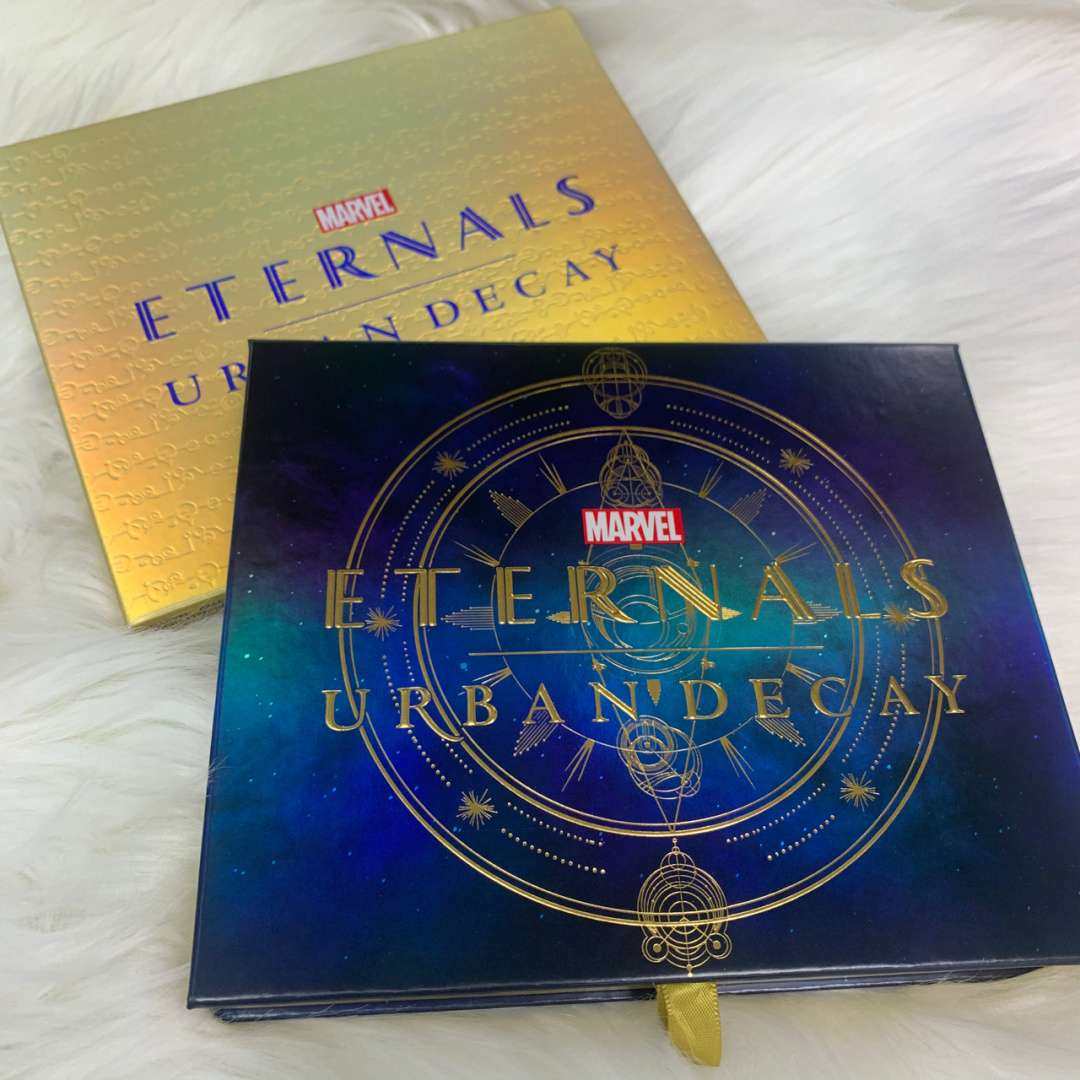 MARVEL
ETERNALS
URBAN DECAY
MARVEL
ETERNALS
URBAN DECAY